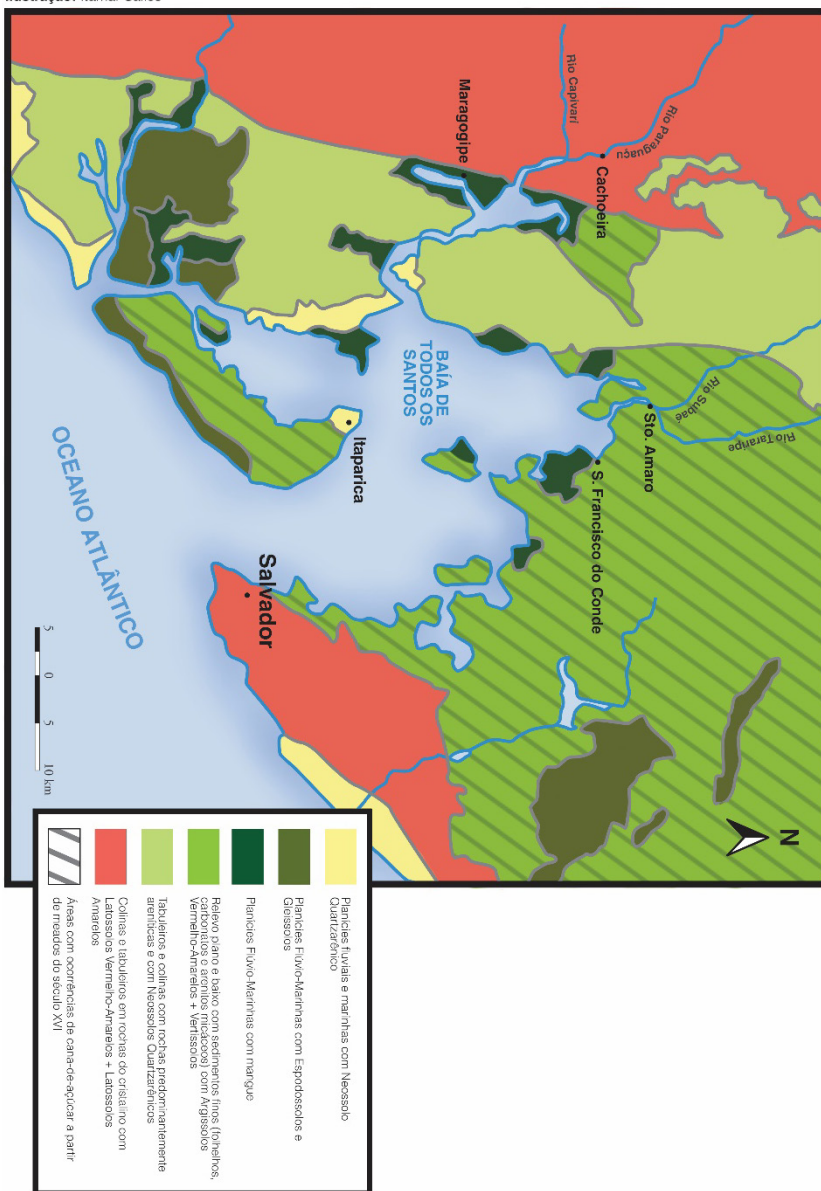 Rio Capivari
Rio Paraguaçu
Maragogipe
Cachoeira
BAÍA DE
TODOS OS
SANTOS
Rio Subaé
Rio Tararipe
Sto. Amaro
S. Francisco do Conde
Itaparica
Salvador
OCEANO ATLÂNTICO
5
0
5
10 km
N
Planícies fluviais e marinhas com Neossolo
Quartzarênico
Planícies Flúvio-Marinhas com Espodossolos e
Gleissolos
Planícies Flúvio-Marinhas com mangue
Relevo plano e baixo com sedimentos finos (folhelhos,
carbonatos e arenitos micáceos) com Argissolos
Vermelho-Amarelos + Vertissolos
Tabuleiros e colinas com rochas predominantemente
areníticas e com Neossolos Quartzarênicos
Colinas e tabuleiros em rochas do cristalino com
Latossolos Vermelho-Amarelos + Latossolos
Amarelos
Áreas com ocorrências de cana-de-açúcar a partir
de meados do século XVI